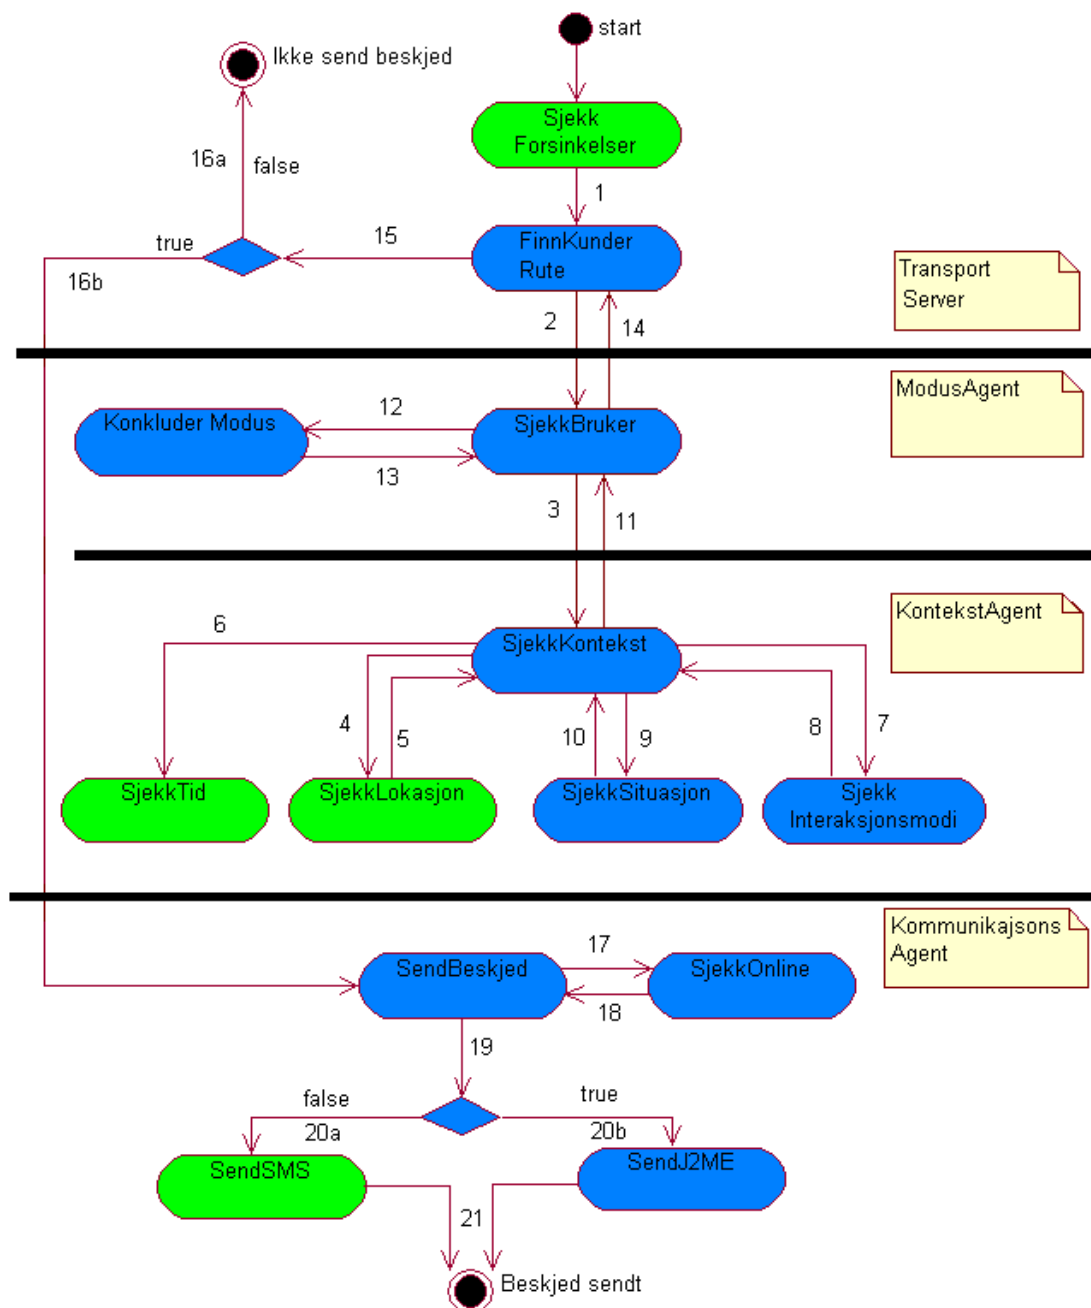 start
Ikke send beskjed
Sjekk
Forsinkelser
16a
false
1
true
15
FinnKunder
Rute
16b
Transport
Server
2
14
ModusAgent
Konkluder Modus
12
SjekkBruker
13
3
11
KontekstAgent
6
SjekkKontekst
4
5
10
9
8
7
SjekkTid
SjekkLokasjon
SjekkSituasjon
Sjekk
Interaksjonsmodi
Kommunikajsons
Agent
17
SendBeskjed
SjekkOnline
18
19
false
true
20a
20b
SendSMS
SendJ2ME
21
Beskjed sendt